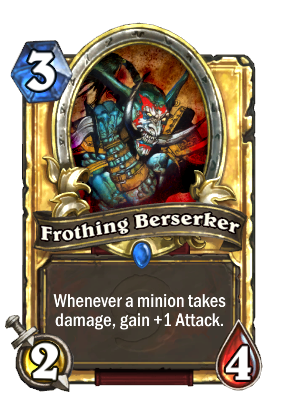 3
Frothing Berserker
Whenever a minion takes
damage, gain +1 Attack.
2
4